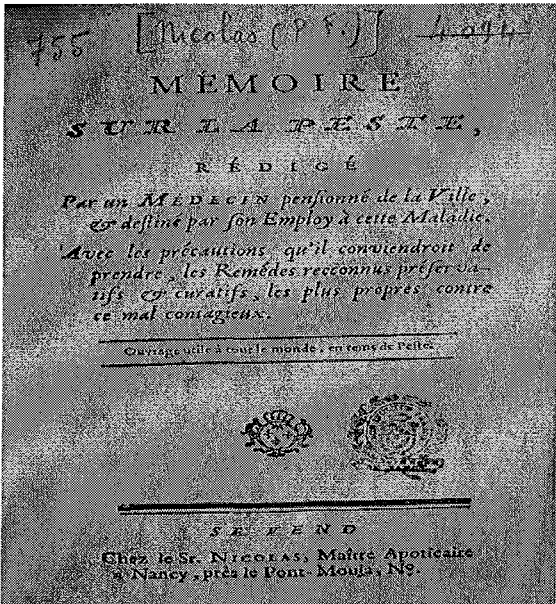 755 [Nicolas (P. F.)] 4094
MÉMOIRE
SUR LA PESTE,
RÉDIGÉ
Par un MÉDECIN pensionné de la Ville,
& destiné par son Employ à cette Maladie.
Avec les précautions qu'il conviendroit de
prendre, les Remédes reconnus préserva-
tifs & curatifs, les plus propres contre
ce mal contagieux.
Ouvrage utile à tout le monde, en tems de Peste.
SE VEND
Chez le Sr. NICOLAS, Maître Apoticaire
à Nancy, près le Pont-Mouja, No.